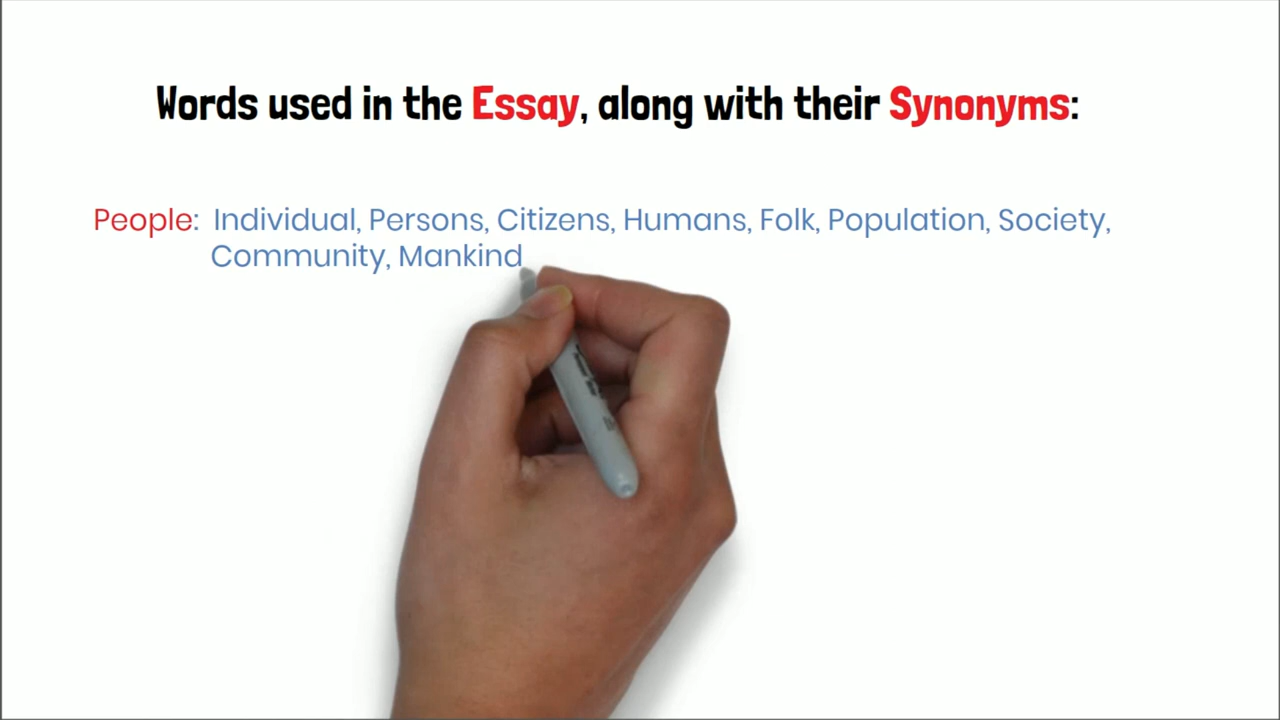 Words used in the Essay, along with their Synonyms:
People: Individual, Persons, Citizens, Humans, Folk, Population, Society,
Community, Mankind